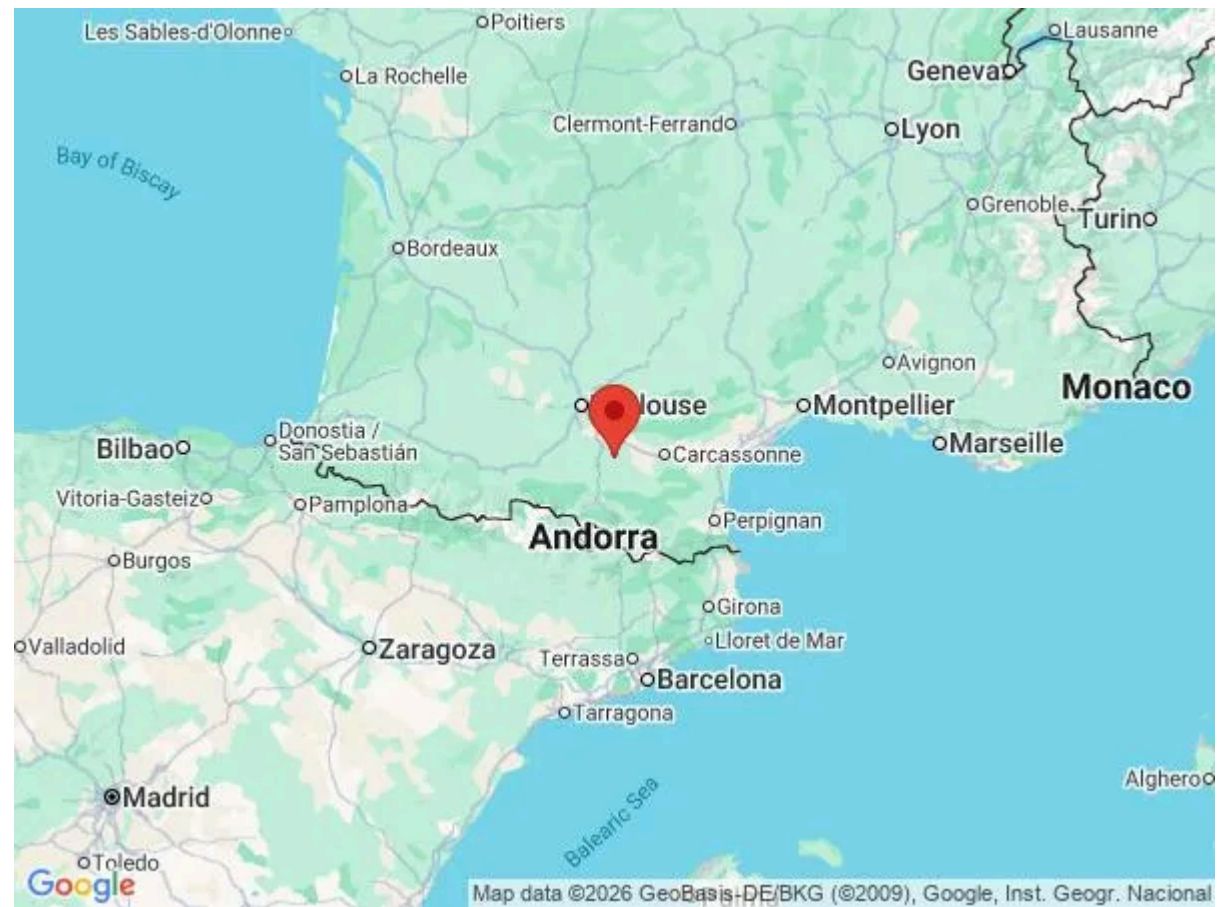 Les Sables-d'Olonne
Poitiers
Lausanne
Geneva
La Rochelle
Clermont-Ferrand
Lyon
Bay of Biscay
Grenoble
Turin
Bordeaux
Avignon
Monaco
louse
Montpellier
Bilbao
Donostia /
San Sebastián
Carcassonne
Marseille
Vitoria-Gasteiz
Pamplona
Andorra
Perpignan
Burgos
Girona
Valladolid
Zaragoza
Lloret de Mar
Terrassa
Barcelona
Tarragona
Alghero
Madrid
Balearic Sea
Toledo
Google
Map data ©2026 GeoBasis-DE/BKG (©2009), Google, Inst. Geogr. Nacional